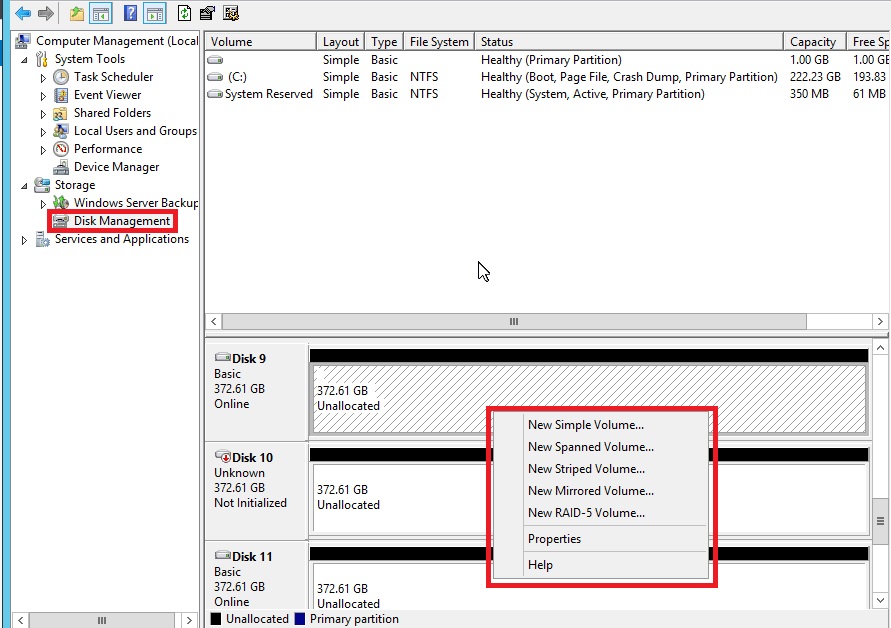 Computer Management (Local
System Tools
Task Scheduler
Event Viewer
Shared Folders
Local Users and Groups
Performance
Device Manager
Storage
Windows Server Backup
Disk Management
Services and Applications
Volume Layout Type File System Status Capacity Free Sp
Simple Basic Healthy (Primary Partition) 1.00 GB 1.00 GB
(C:) Simple Basic NTFS Healthy (Boot, Page File, Crash Dump, Primary Partition) 222.23 GB 193.83
System Reserved Simple Basic NTFS Healthy (System, Active, Primary Partition) 350 MB 61 MB
Disk 9
Basic
372.61 GB
Online
372.61 GB
Unallocated
Disk 10
Unknown
372.61 GB
Not Initialized
372.61 GB
Unallocated
Disk 11
Basic
372.61 GB
Online
372.61 GB
Unallocated
New Simple Volume...
New Spanned Volume...
New Striped Volume...
New Mirrored Volume...
New RAID-5 Volume...
Properties
Help
Unallocated Primary partition